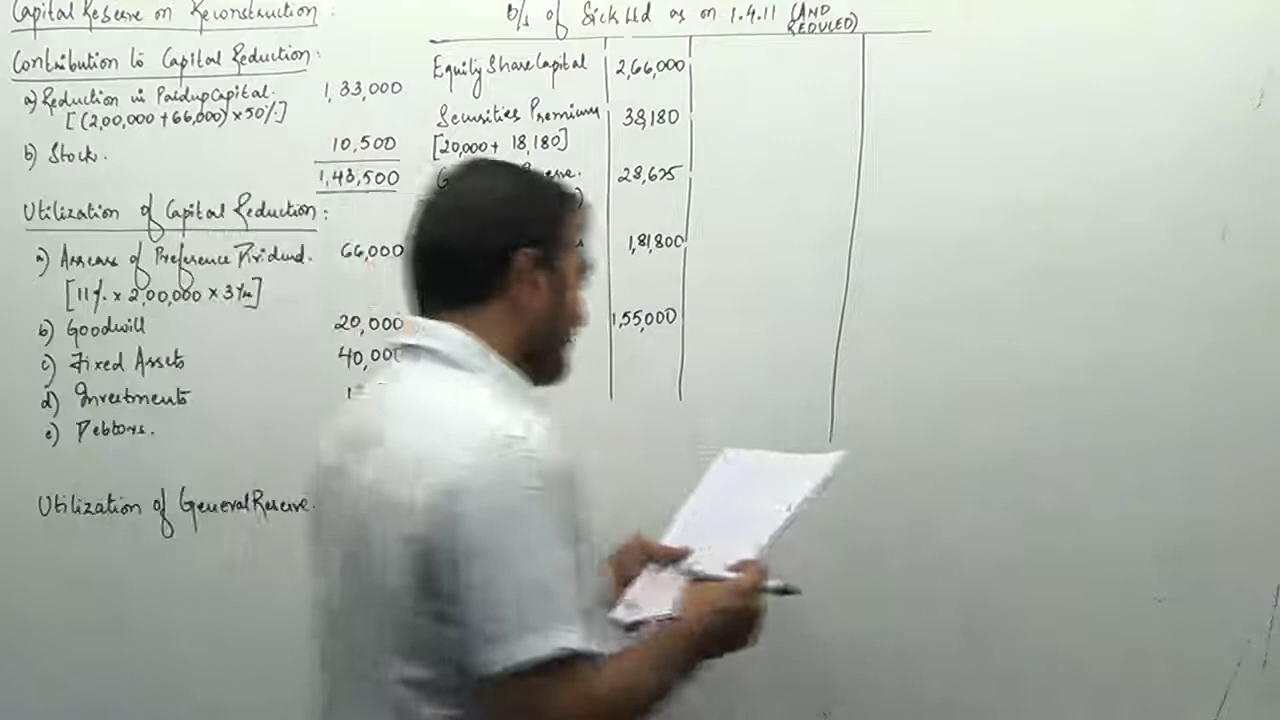 Capital Reserve on Reconstruction:
Contribution to Capital Reduction:
a) Reduction in Paidup Capital. 1,33,000
[(2,00,000 + 66,000) × 50%]
b) Stock. 10,500
1,43,500
Utilization of Capital Reduction:
a) Arrears of Preference Dividend. 66,000
[11% × 2,00,000 × 3 Yrs]
b) Goodwill 20,000
c) Fixed Assets 40,000
d) Investments
e) Debtors.
Utilization of General Reserve.
B/s of Sick Ltd as on 1.4.11 (AND
REDUCED)
Equity Share Capital 2,66,000
Securities Premium 38,180
[20,000 + 18,180]
28,625
1,81,800
1,55,000